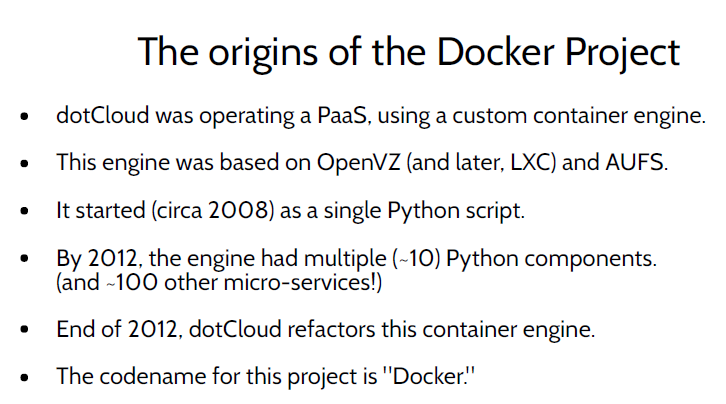 The origins of the Docker Project
• dotCloud was operating a PaaS, using a custom container engine.
• This engine was based on OpenVZ (and later, LXC) and AUFS.
• It started (circa 2008) as a single Python script.
• By 2012, the engine had multiple (~10) Python components.
(and ~100 other micro-services!)
• End of 2012, dotCloud refactors this container engine.
• The codename for this project is "Docker."